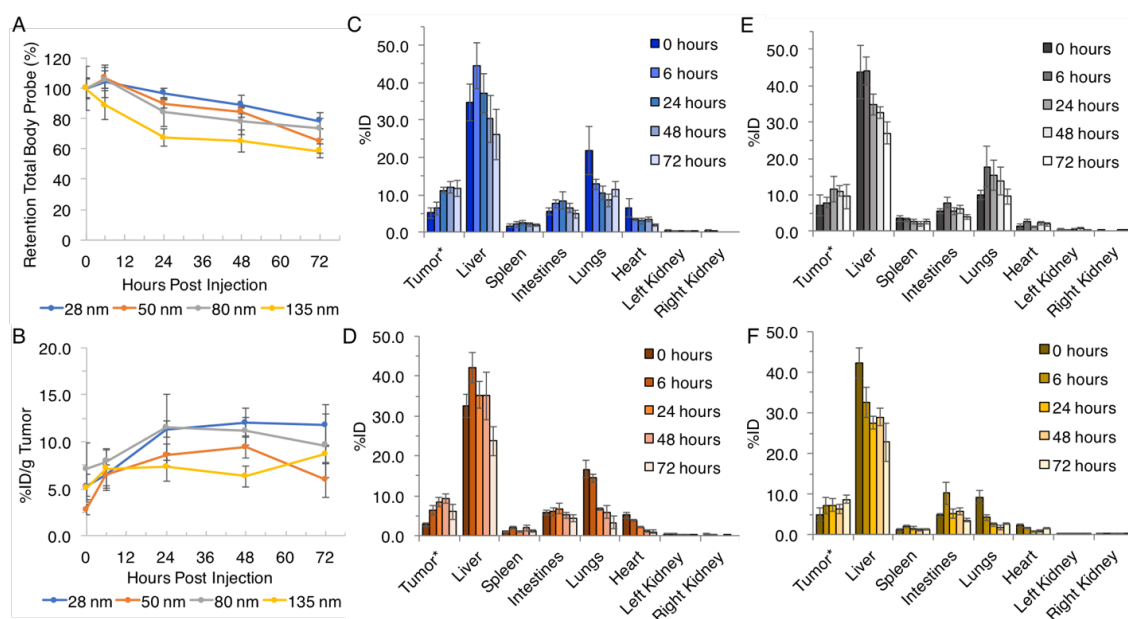 A
Retention Total Body Probe (%)
120
100
80
60
40
20
0
0 12 24 36 48 60 72
Hours Post Injection
28 nm 50 nm 80 nm 135 nm
B
%ID/g Tumor
20.0
15.0
10.0
5.0
0.0
0 12 24 36 48 60 72
Hours Post Injection
28 nm 50 nm 80 nm 135 nm
C
%ID
50.0
40.0
30.0
20.0
10.0
0.0
0 hours
6 hours
24 hours
48 hours
72 hours
Tumor* Liver Spleen Intestines Lungs Heart Left Kidney Right Kidney
D
%ID
50.0
40.0
30.0
20.0
10.0
0.0
0 hours
6 hours
24 hours
48 hours
72 hours
Tumor* Liver Spleen Intestines Lungs Heart Left Kidney Right Kidney
E
%ID
50.0
40.0
30.0
20.0
10.0
0.0
0 hours
6 hours
24 hours
48 hours
72 hours
Tumor* Liver Spleen Intestines Lungs Heart Left Kidney Right Kidney
F
%ID
50.0
40.0
30.0
20.0
10.0
0.0
0 hours
6 hours
24 hours
48 hours
72 hours
Tumor* Liver Spleen Intestines Lungs Heart Left Kidney Right Kidney